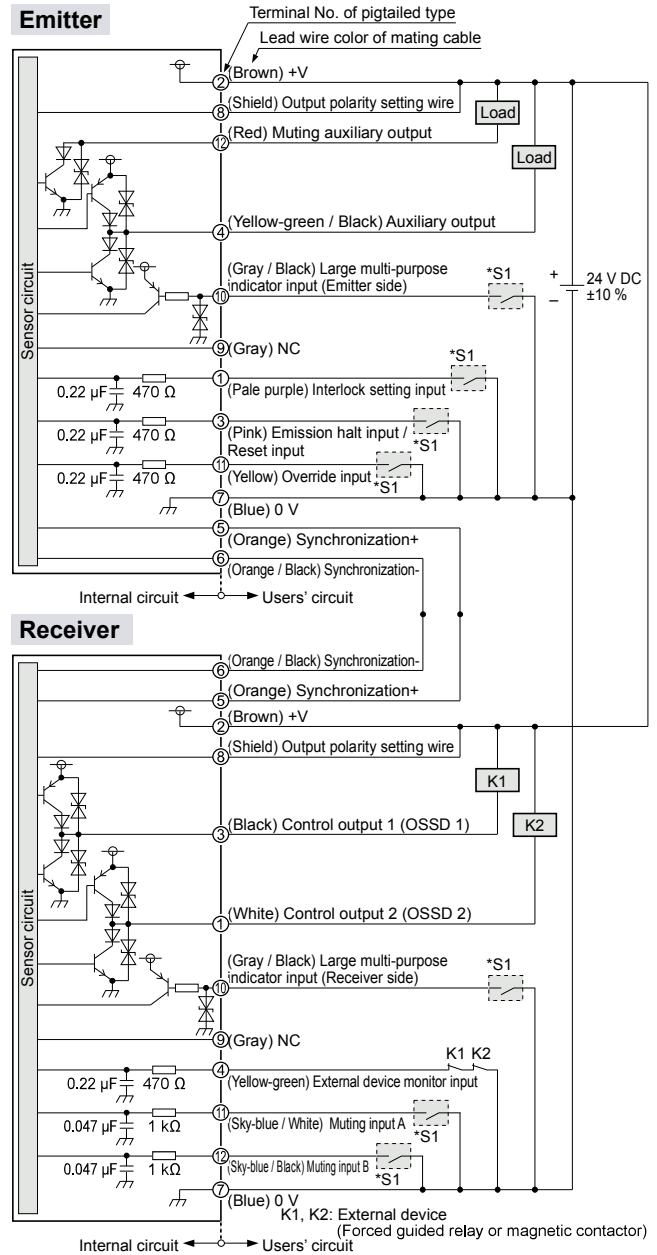 Emitter
Terminal No. of pigtailed type
Lead wire color of mating cable
② (Brown) +V
⑧ (Shield) Output polarity setting wire
Load
⑫ (Red) Muting auxiliary output
Load
④ (Yellow-green / Black) Auxiliary output
(Gray / Black) Large multi-purpose
indicator input (Emitter side)
⑩
*S1
+
−
24 V DC
±10 %
Sensor circuit
⑨ (Gray) NC
*S1
①
0.22 µF 470 Ω
(Pale purple) Interlock setting input
③
0.22 µF 470 Ω
(Pink) Emission halt input /
Reset input
*S1
⑪
0.22 µF 470 Ω
(Yellow) Override input
*S1
⑦
(Blue) 0 V
⑤
(Orange) Synchronization+
⑥
(Orange / Black) Synchronization-
Internal circuit Users' circuit
Receiver
(Orange / Black) Synchronization-
⑥
(Orange) Synchronization+
⑤
(Brown) +V
②
(Shield) Output polarity setting wire
⑧
K1
K2
③ (Black) Control output 1 (OSSD 1)
① (White) Control output 2 (OSSD 2)
(Gray / Black) Large multi-purpose
indicator input (Receiver side)
⑩
*S1
Sensor circuit
⑨ (Gray) NC
K1 K2
④
0.22 µF 470 Ω
(Yellow-green) External device monitor input
⑪
0.047 µF 1 kΩ
(Sky-blue / White) Muting input A
*S1
⑫
0.047 µF 1 kΩ
(Sky-blue / Black) Muting input B
*S1
⑦
(Blue) 0 V
K1, K2: External device
(Forced guided relay or magnetic contactor)
Internal circuit Users' circuit